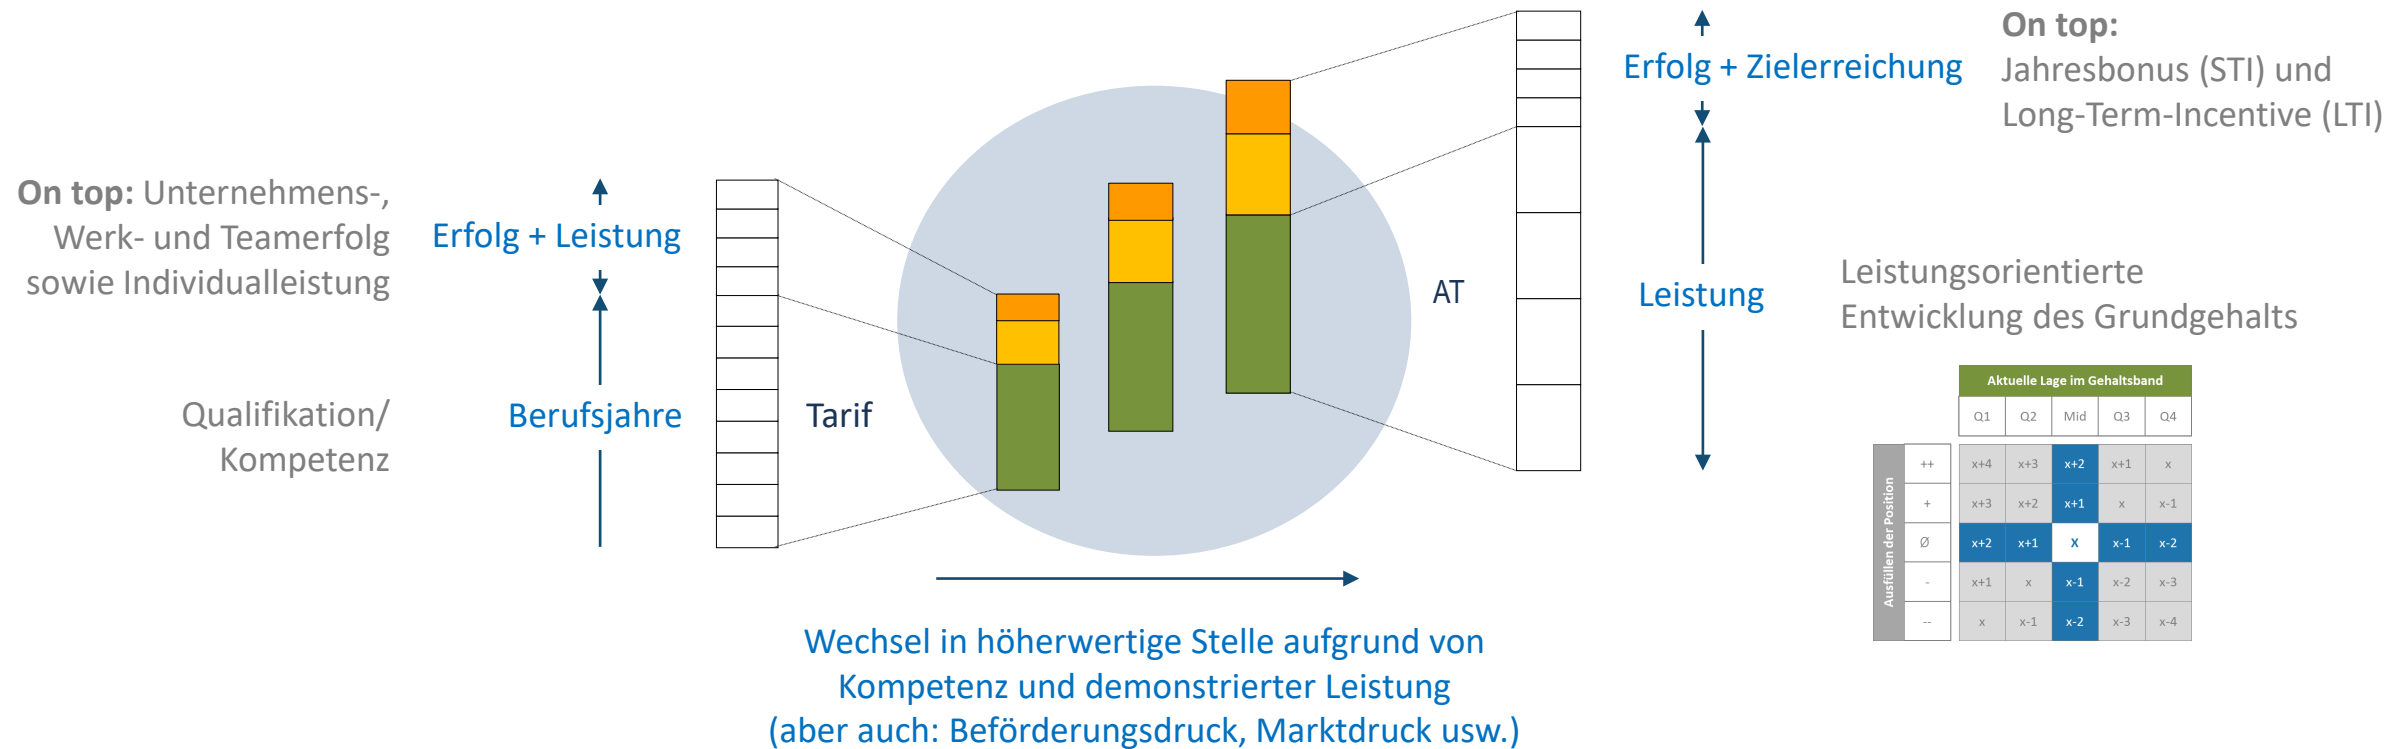 On top: Unternehmens-,
Werk- und Teamerfolg
sowie Individualleistung
Qualifikation/
Kompetenz
Erfolg + Leistung
Berufsjahre
Tarif
Wechsel in höherwertige Stelle aufgrund von
Kompetenz und demonstrierter Leistung
(aber auch: Beförderungsdruck, Marktdruck usw.)
AT
Erfolg + Zielerreichung
Leistung
On top:
Jahresbonus (STI) und
Long-Term-Incentive (LTI)
Leistungsorientierte
Entwicklung des Grundgehalts
Aktuelle Lage im Gehaltsband
Q1 Q2 Mid Q3 Q4
Ausfüllen der Position
++ x+4 x+3 x+2 x+1 x
+ x+3 x+2 x+1 x x-1
Ø x+2 x+1 X x-1 x-2
- x+1 x x-1 x-2 x-3
-- x x-1 x-2 x-3 x-4